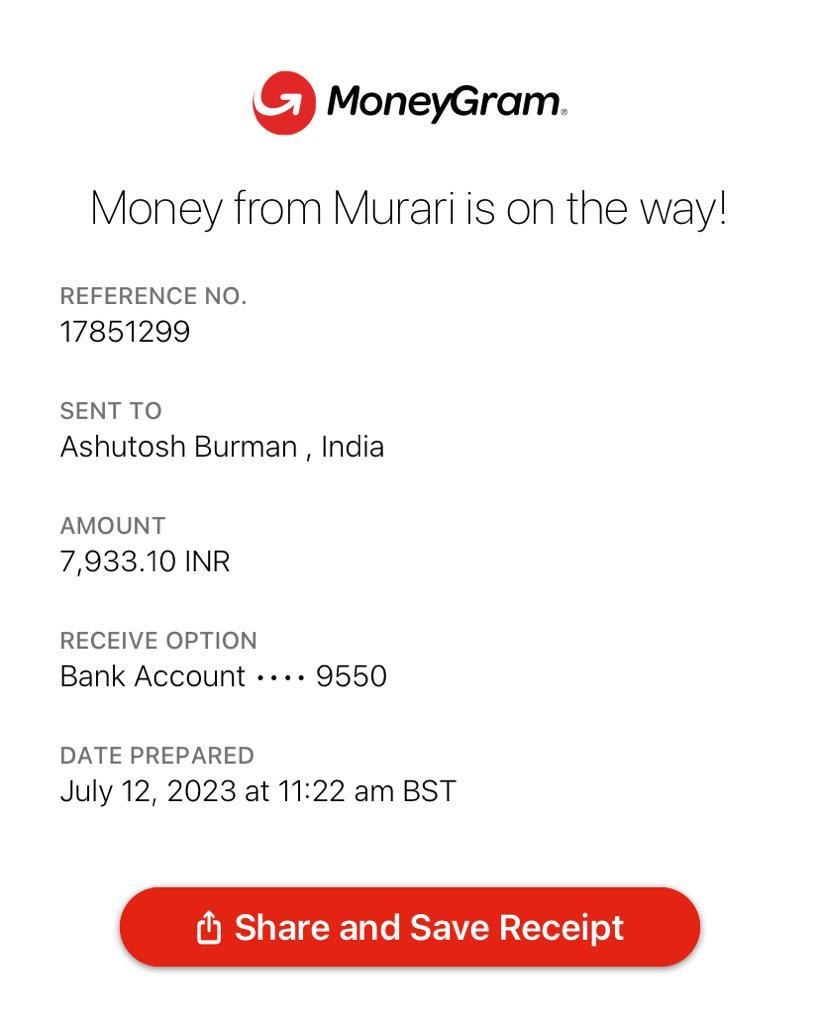 MoneyGram®
Money from Murari is on the way!
REFERENCE NO.
17851299
SENT TO
Ashutosh Burman , India
AMOUNT
7,933.10 INR
RECEIVE OPTION
Bank Account •••• 9550
DATE PREPARED
July 12, 2023 at 11:22 am BST
Share and Save Receipt